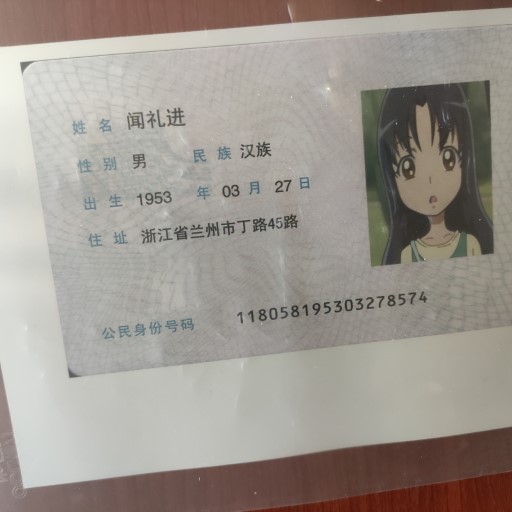 姓名 闻礼进
性别 男 民族 汉族
出生 1953 年 03 月 27 日
住址 浙江省兰州市丁路45路
公民身份号码 118058195303278574